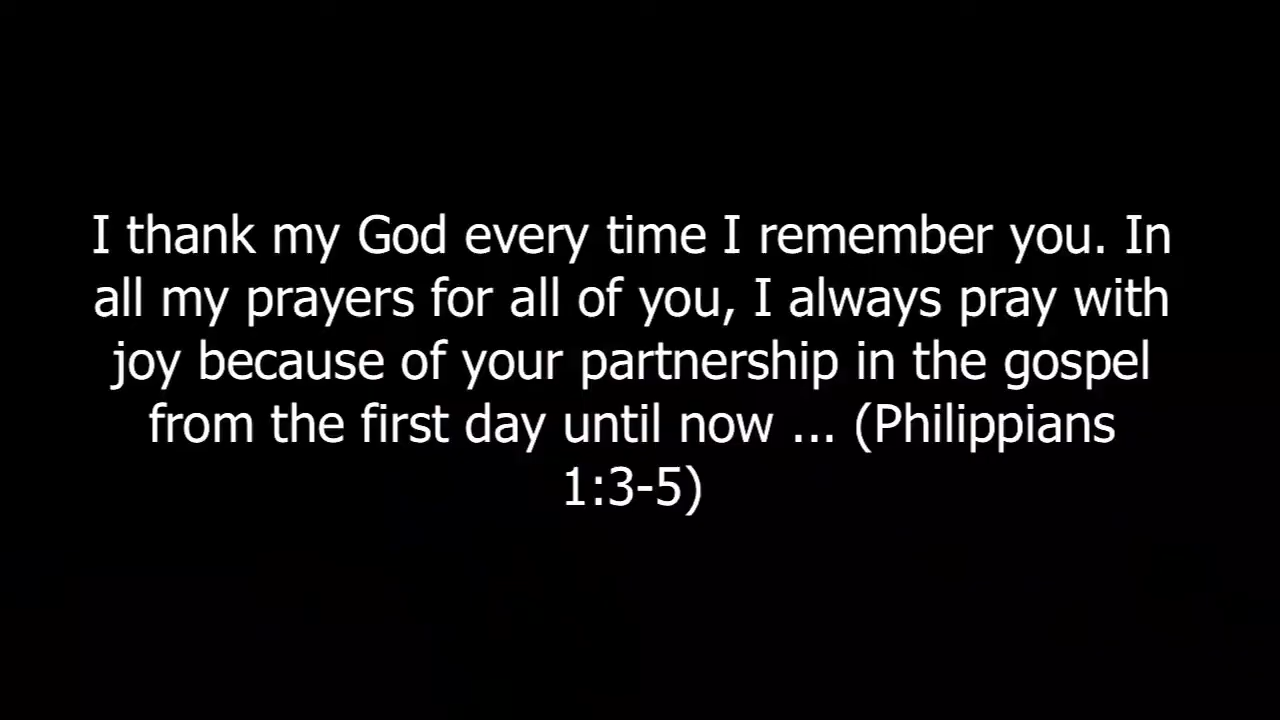 I thank my God every time I remember you. In
all my prayers for all of you, I always pray with
joy because of your partnership in the gospel
from the first day until now ... (Philippians
1:3-5)